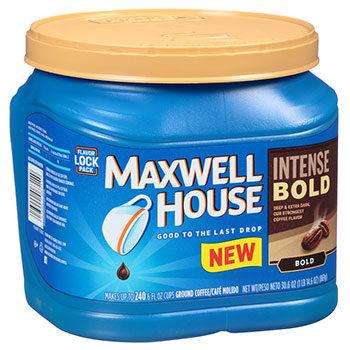 FLAVOR
LOCK
PACK
MAXWELL
HOUSE
GOOD TO THE LAST DROP
NEW
INTENSE
BOLD
DEEP & EXTRA DARK,
OUR STRONGEST
COFFEE FLAVOR
BOLD
MAKES UP TO 240 6 FL OZ CUPS GROUND COFFEE/CAFÉ MOLIDO NET WT/PESO NETO 30.6 OZ (1 LB 14.6 OZ) 867g